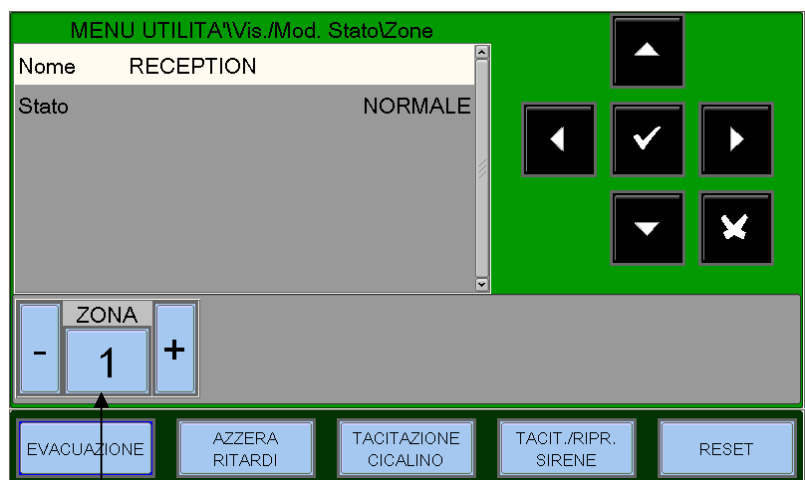 MENU UTILITA'\Vis./Mod. Stato\Zone
Nome RECEPTION
Stato NORMALE
ZONA
- 1 +
EVACUAZIONE
AZZERA
RITARDI
TACITAZIONE
CICALINO
TACIT./RIPR.
SIRENE
RESET